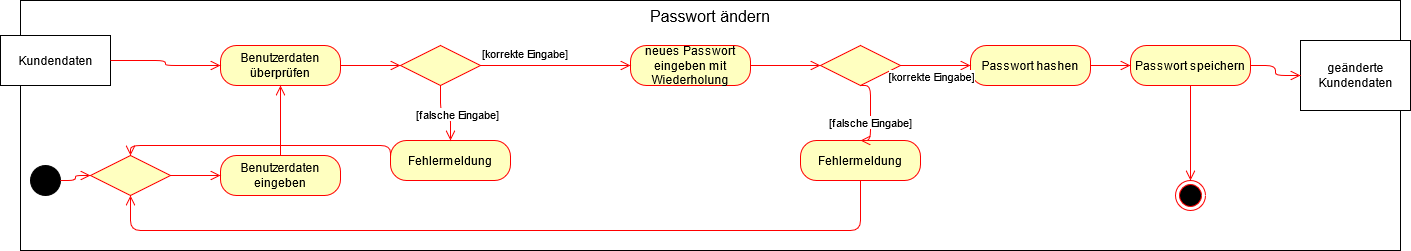 Passwort ändern
Kundendaten
Benutzerdaten
überprüfen
[korrekte Eingabe]
neues Passwort
eingeben mit
Wiederholung
[korrekte Eingabe]
Passwort hashen
Passwort speichern
geänderte
Kundendaten
[falsche Eingabe]
[falsche Eingabe]
Benutzerdaten
eingeben
Fehlermeldung
Fehlermeldung